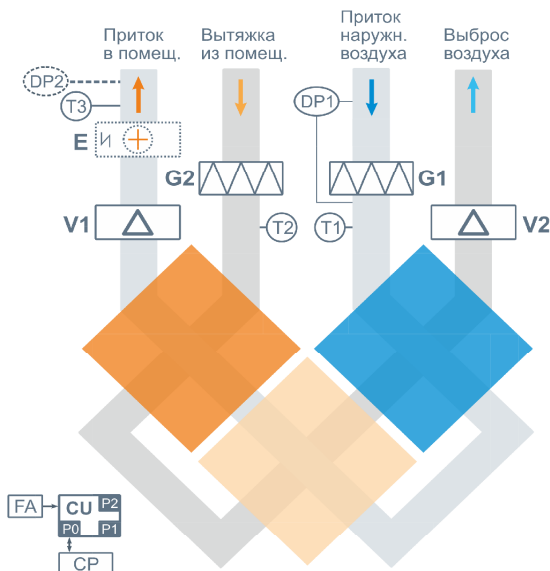 Приток
в помещ.
Вытяжка
из помещ.
Приток
наружн.
воздуха
Выброс
воздуха
DP2
T3
DP1
E
И
G2
G1
V1
T2
T1
V2
FA
CU
P2
P0
P1
CP